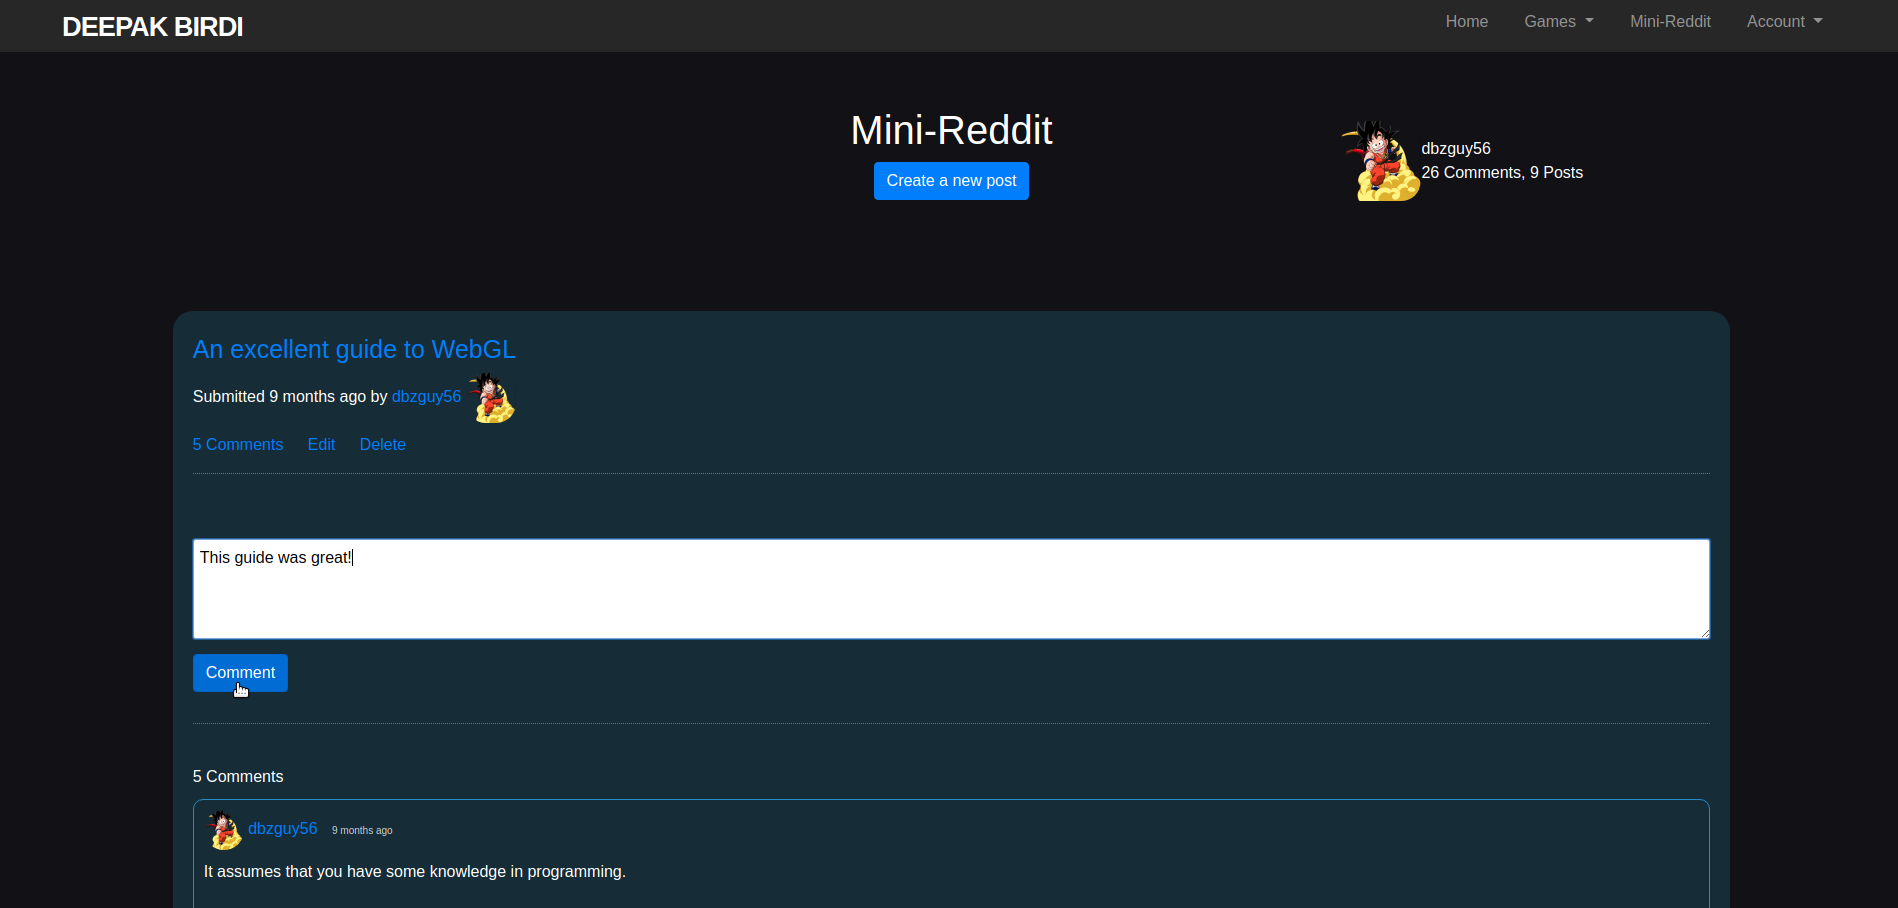 DEEPAK BIRDI
Home Games Mini-Reddit Account
Mini-Reddit
Create a new post
dbzguy56
26 Comments, 9 Posts
An excellent guide to WebGL
Submitted 9 months ago by dbzguy56
5 Comments Edit Delete
This guide was great!
Comment
5 Comments
dbzguy56 9 months ago
It assumes that you have some knowledge in programming.